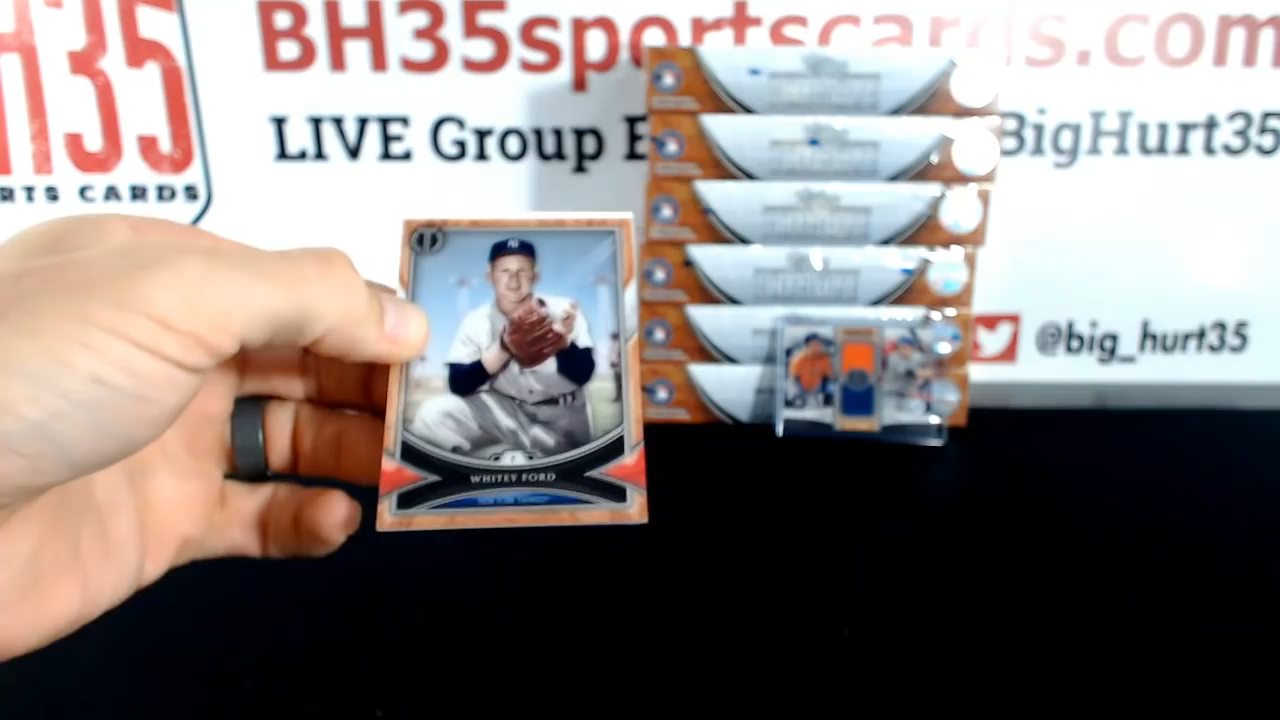 BH35sportscards.com
H35
RTS CARDS
LIVE Group B
BigHurt35
@big_hurt35
WHITEY FORD